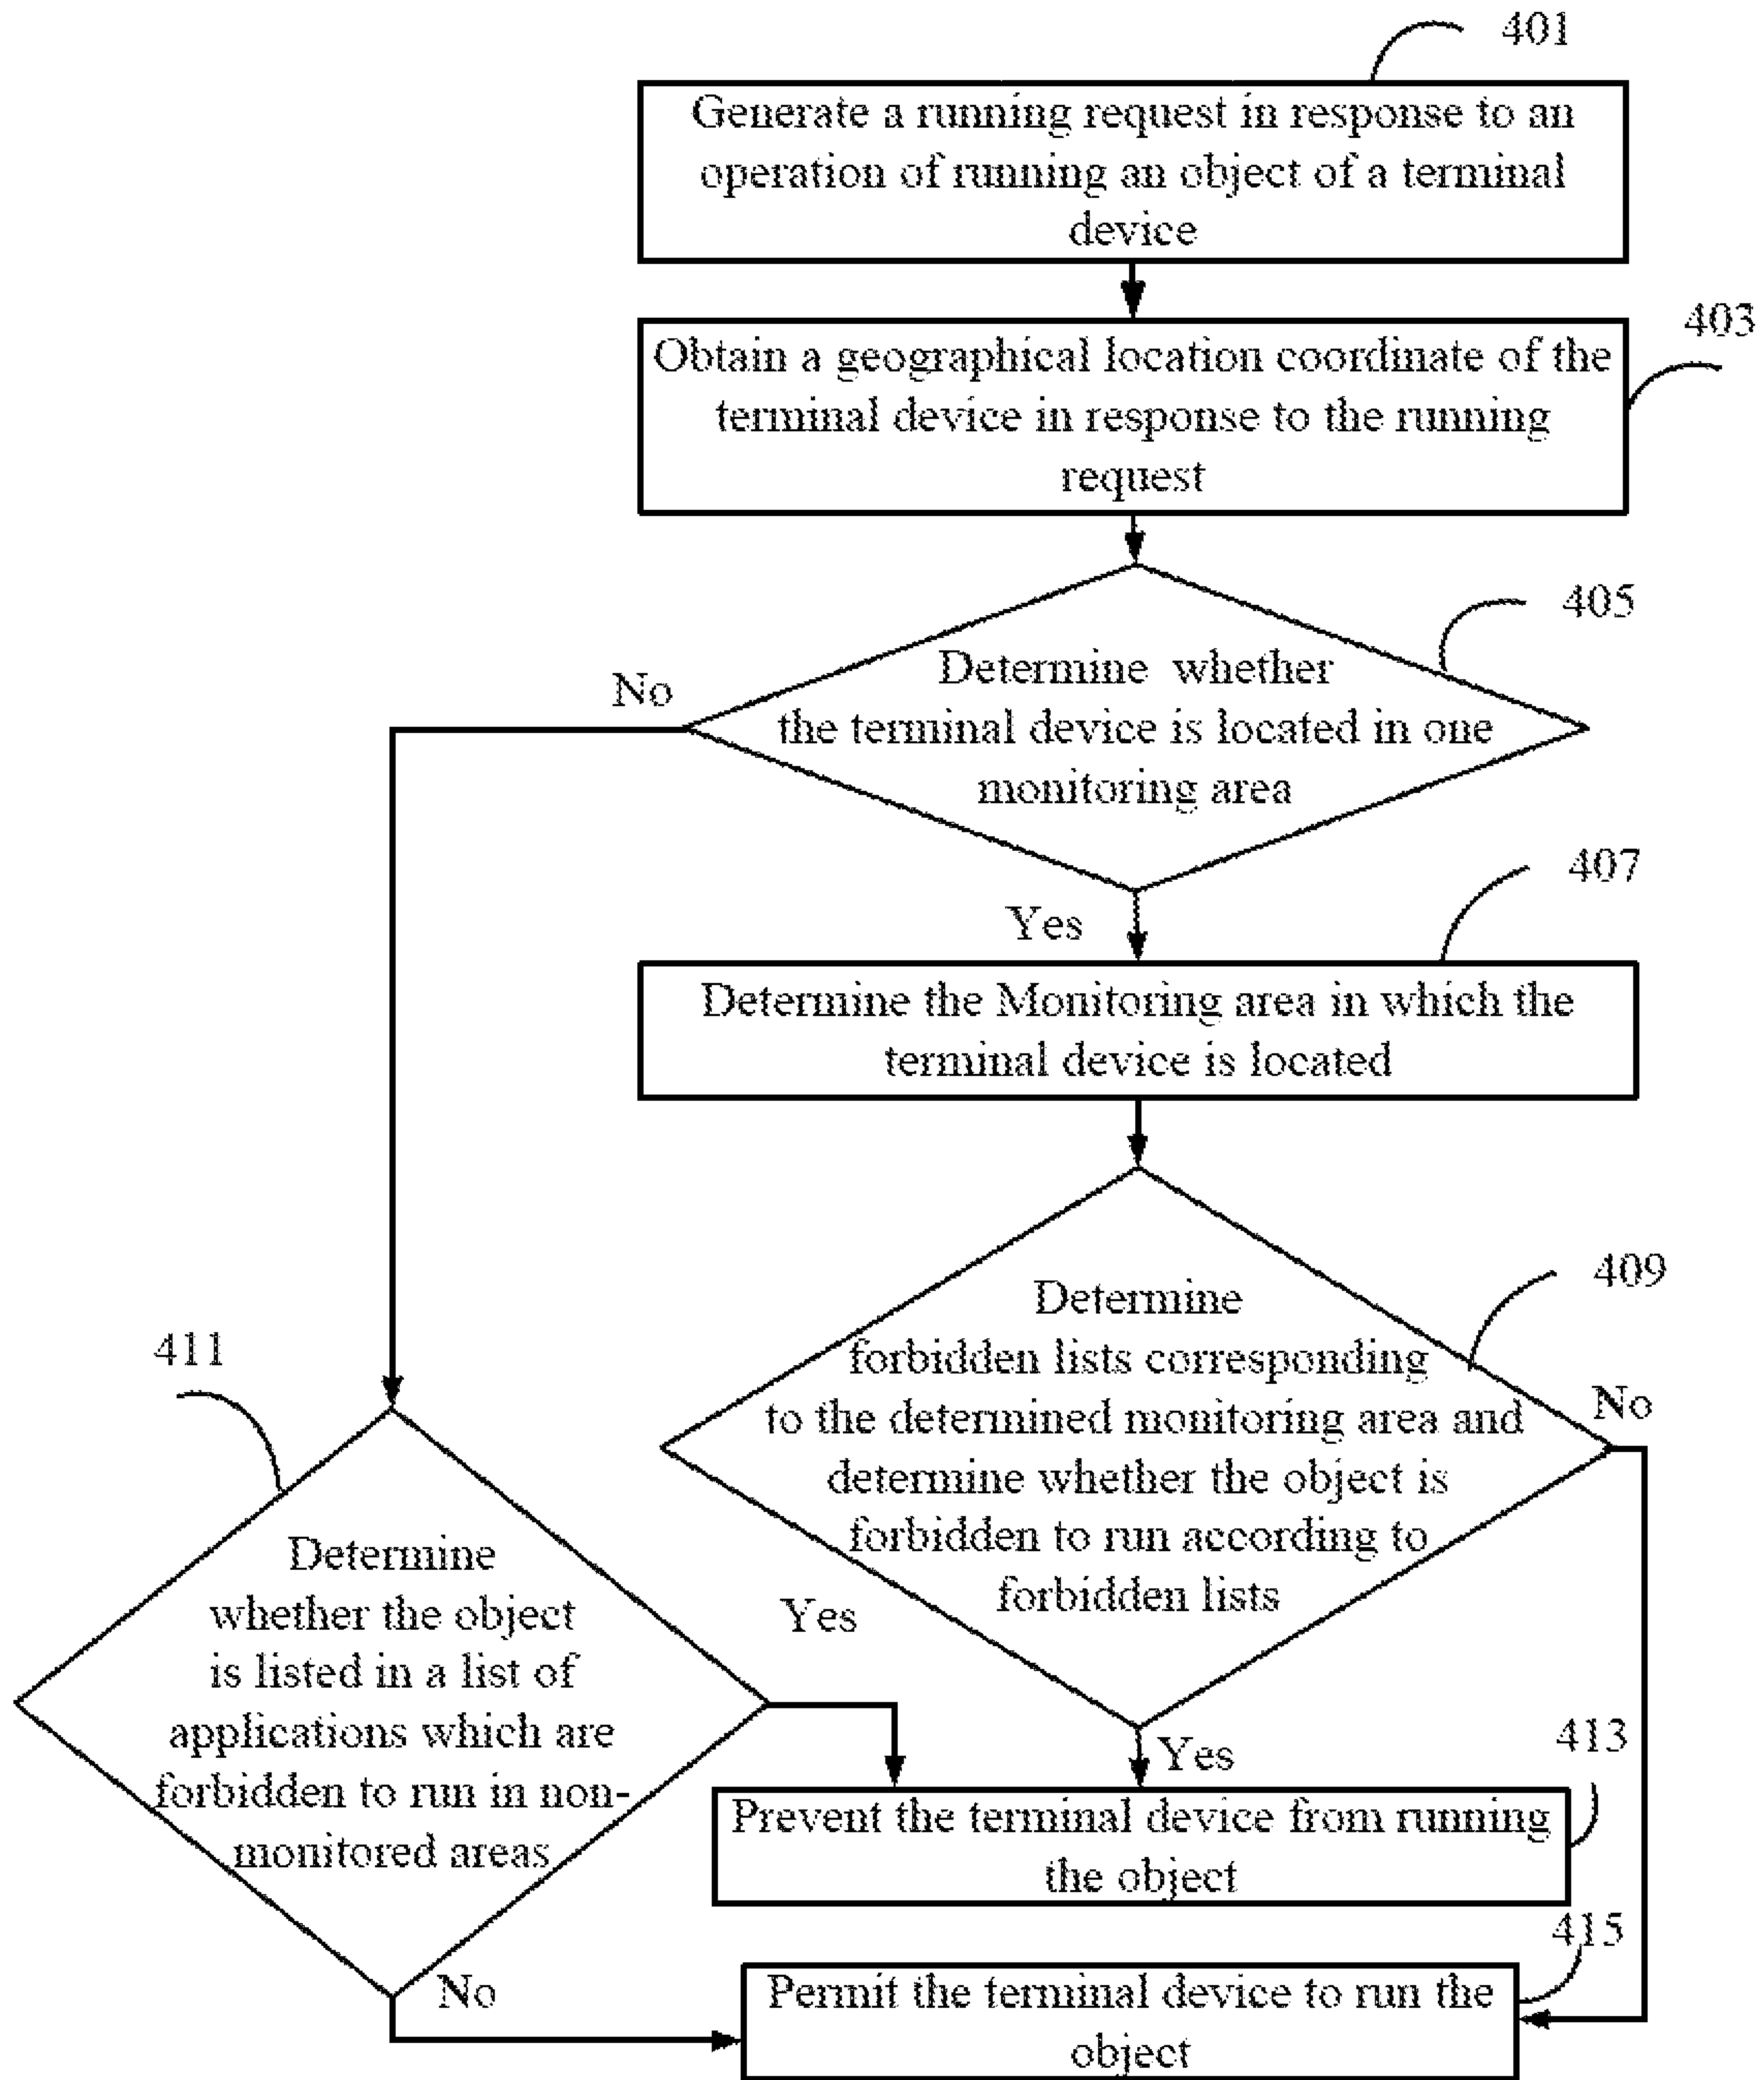 401
Generate a running request in response to an
operation of running an object of a terminal
device
403
Obtain a geographical location coordinate of the
terminal device in response to the running
request
405
Determine whether
the terminal device is located in one
monitoring area
No
Yes
407
Determine the Monitoring area in which the
terminal device is located
409
Determine
forbidden lists corresponding
to the determined monitoring area and
determine whether the object is
forbidden to run according to
forbidden lists
No
Yes
411
Determine
whether the object
is listed in a list of
applications which are
forbidden to run in non-
monitored areas
Yes
No
413
Prevent the terminal device from running
the object
415
Permit the terminal device to run the
object